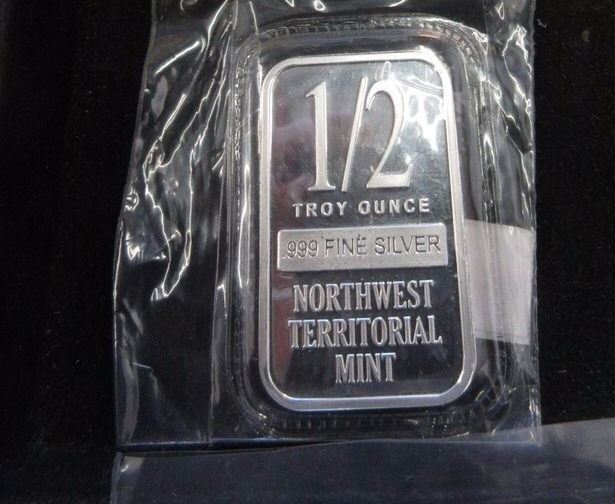 1/2
TROY OUNCE
.999 FINE SILVER
NORTHWEST
TERRITORIAL
MINT